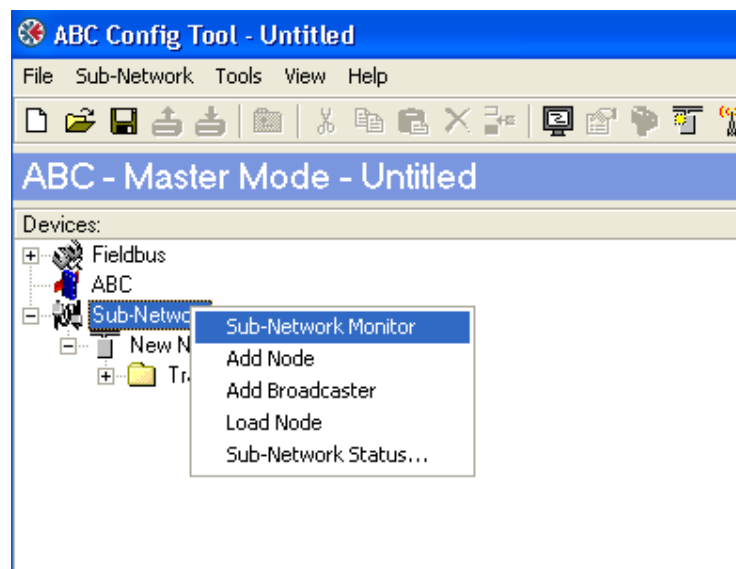 ABC Config Tool - Untitled
File Sub-Network Tools View Help
ABC - Master Mode - Untitled
Devices:
Fieldbus
ABC
Sub-Netwo
Sub-Network Monitor
New N
Add Node
Tr
Add Broadcaster
Load Node
Sub-Network Status...